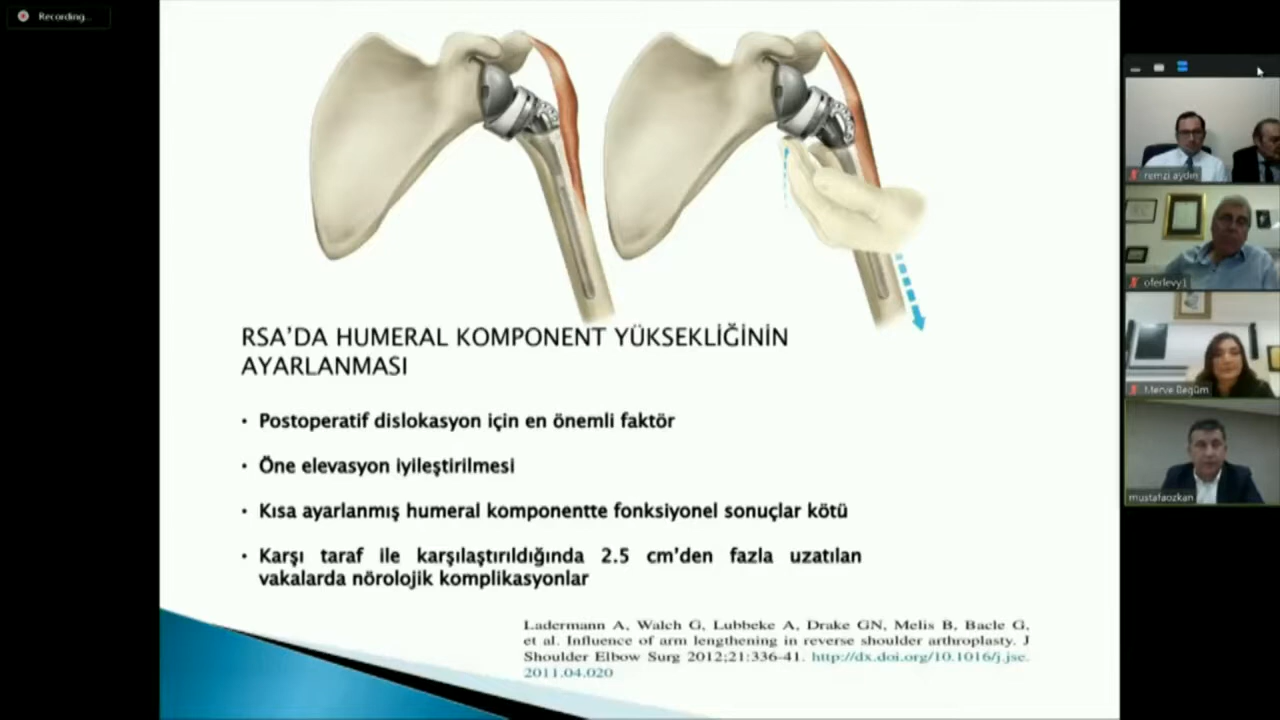 Recording...
RSA'DA HUMERAL KOMPONENT YÜKSEKLİĞİNİN
AYARLANMASI
• Postoperatif dislokasyon için en önemli faktör
• Öne elevasyon iyileştirilmesi
• Kısa ayarlanmış humeral komponentte fonksiyonel sonuçlar kötü
• Karşı taraf ile karşılaştırıldığında 2.5 cm'den fazla uzatılan
vakalarda nörolojik komplikasyonlar
Ladermann A, Walch G, Lubbeke A, Drake GN, Melis B, Bacle G,
et al. Influence of arm lengthening in reverse shoulder arthroplasty. J
Shoulder Elbow Surg 2012;21:336-41. http://dx.doi.org/10.1016/j.jse.
2011.04.020
remzi aydın
oferlevy1
Merve Begüm
mustafaozkan